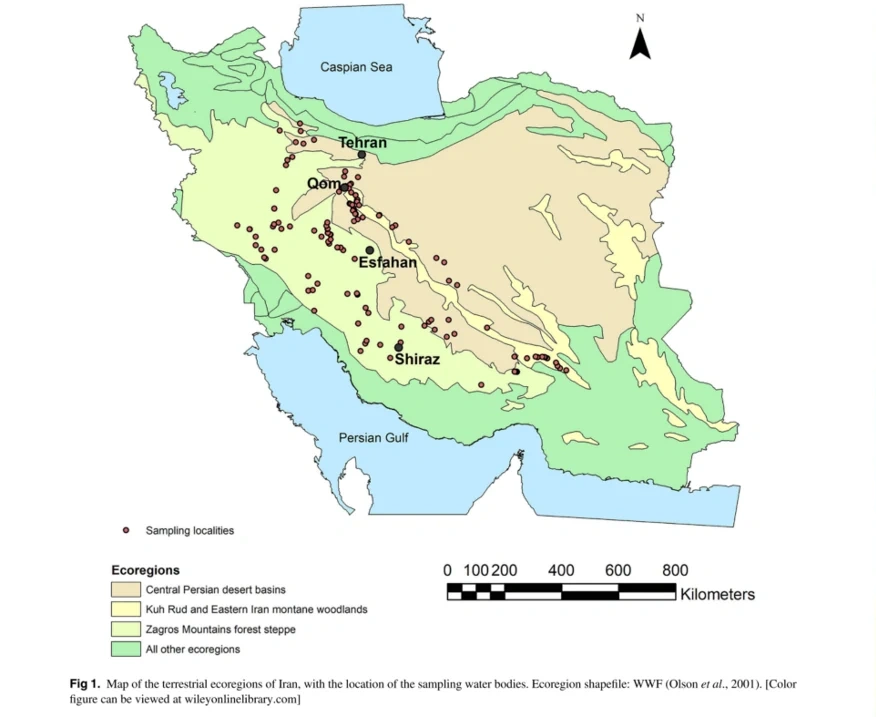 N
Caspian Sea
Tehran
Qom
Esfahan
Shiraz
Persian Gulf
Sampling localities
Ecoregions
Central Persian desert basins
Kuh Rud and Eastern Iran montane woodlands
Zagros Mountains forest steppe
All other ecoregions
0 100 200 400 600 800
Kilometers
Fig 1. Map of the terrestrial ecoregions of Iran, with the location of the sampling water bodies. Ecoregion shapefile: WWF (Olson et al., 2001). [Color
figure can be viewed at wileyonlinelibrary.com]